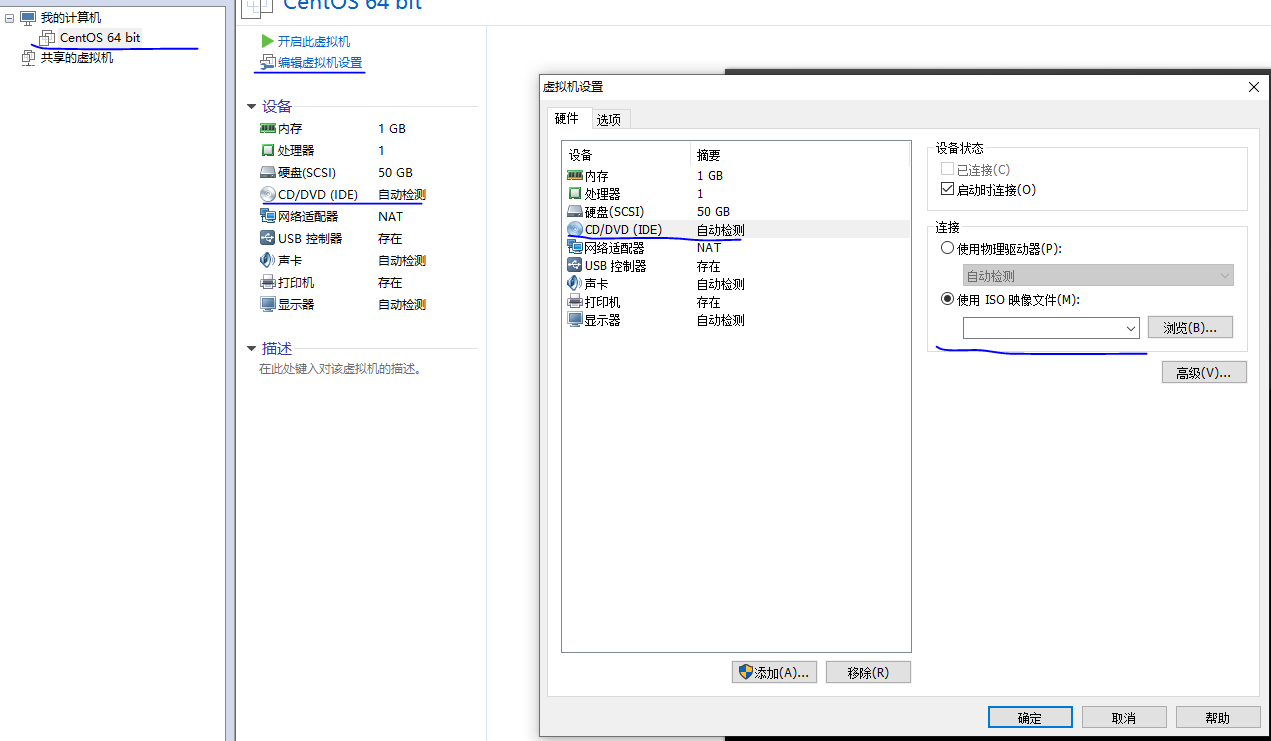 我的计算机
CentOS 64 bit
共享的虚拟机
CentOS 64 bit
开启此虚拟机
编辑虚拟机设置
设备
内存 1 GB
处理器 1
硬盘(SCSI) 50 GB
CD/DVD (IDE) 自动检测
网络适配器 NAT
USB 控制器 存在
声卡 自动检测
打印机 存在
显示器 自动检测
描述
在此处键入对该虚拟机的描述。
虚拟机设置
硬件 选项
设备 摘要
内存 1 GB
处理器 1
硬盘(SCSI) 50 GB
CD/DVD (IDE) 自动检测
网络适配器 NAT
USB 控制器 存在
声卡 自动检测
打印机 存在
显示器 自动检测
添加(A)... 移除(R)
设备状态
已连接(C)
启动时连接(O)
连接
使用物理驱动器(P):
自动检测
使用 ISO 映像文件(M):
浏览(B)...
高级(V)...
确定 取消 帮助